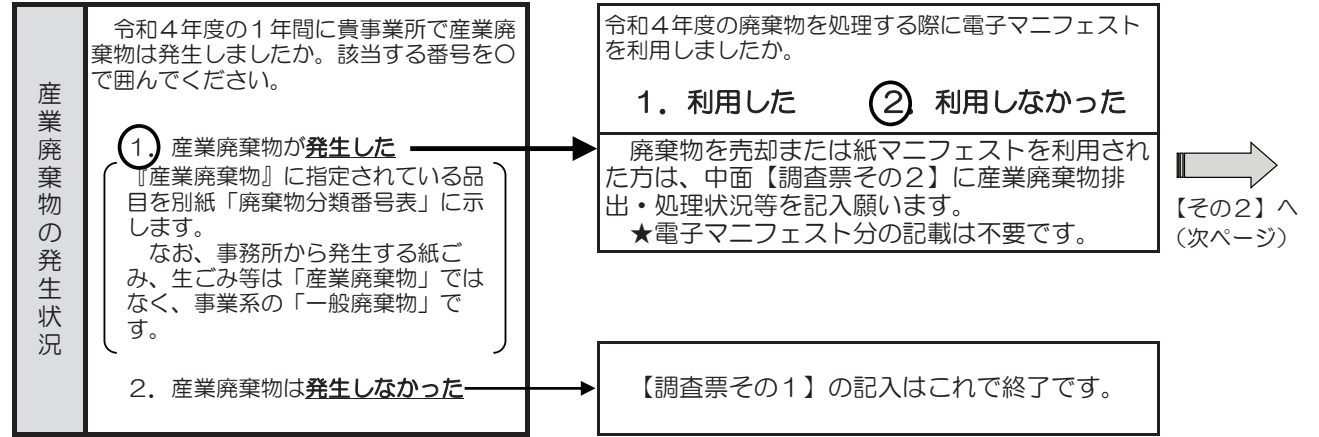 産業廃棄物の発生状況
令和４年度の１年間に貴事業所で産業廃
棄物は発生しましたか。該当する番号を○
で囲んでください。
１．産業廃棄物が発生した
『産業廃棄物』に指定されている品
目を別紙「廃棄物分類番号表」に示
します。
なお、事務所から発生する紙ご
み、生ごみ等は「産業廃棄物」では
なく、事業系の「一般廃棄物」で
す。
２．産業廃棄物は発生しなかった
令和４年度の廃棄物を処理する際に電子マニフェスト
を利用しましたか。
１．利用した　　２．利用しなかった
廃棄物を売却または紙マニフェストを利用され
た方は、中面【調査票その２】に産業廃棄物排
出・処理状況等を記入願います。
★電子マニフェスト分の記載は不要です。
【その２】へ
（次ページ）
【調査票その１】の記入はこれで終了です。